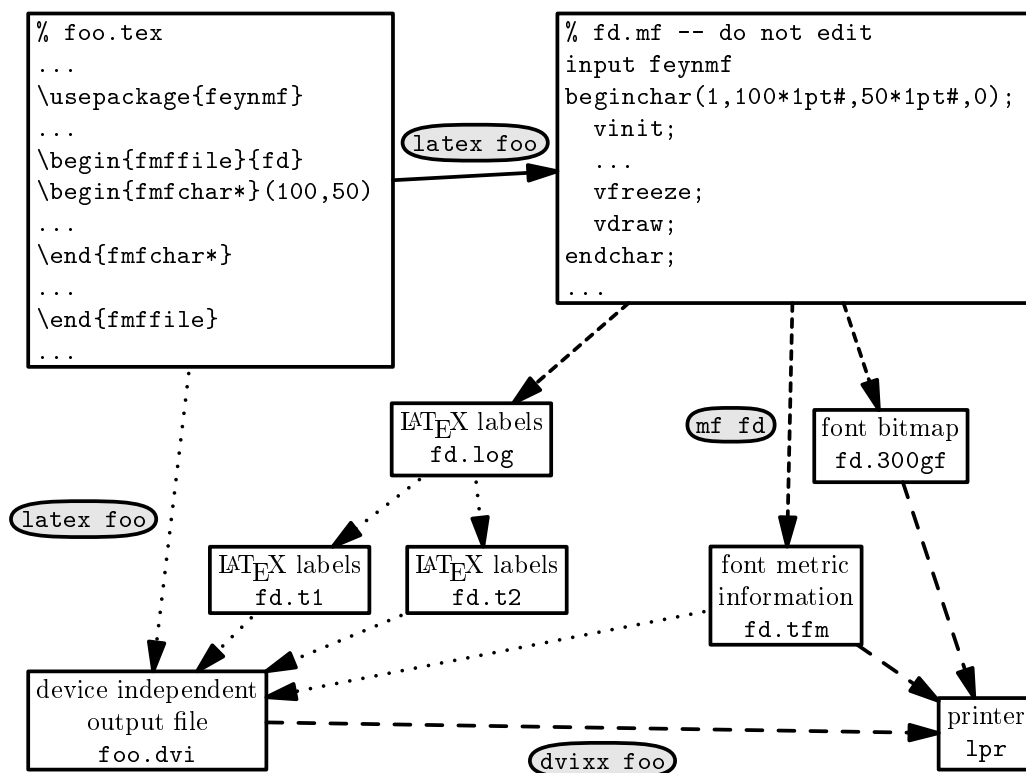 % foo.tex
...
\usepackage{feynmf}
...
\begin{fmffile}{fd}
\begin{fmfchar*}(100,50)
...
\end{fmfchar*}
...
\end{fmffile}
...
latex foo
% fd.mf -- do not edit
input feynmf
beginchar(1,100*1pt#,50*1pt#,0);
vinit;
...
vfreeze;
vdraw;
endchar;
...
LATEX labels
fd.log
mf fd
font bitmap
fd.300gf
latex foo
LATEX labels
fd.t1
LATEX labels
fd.t2
font metric
information
fd.tfm
device independent
output file
foo.dvi
dvixx foo
printer
lpr